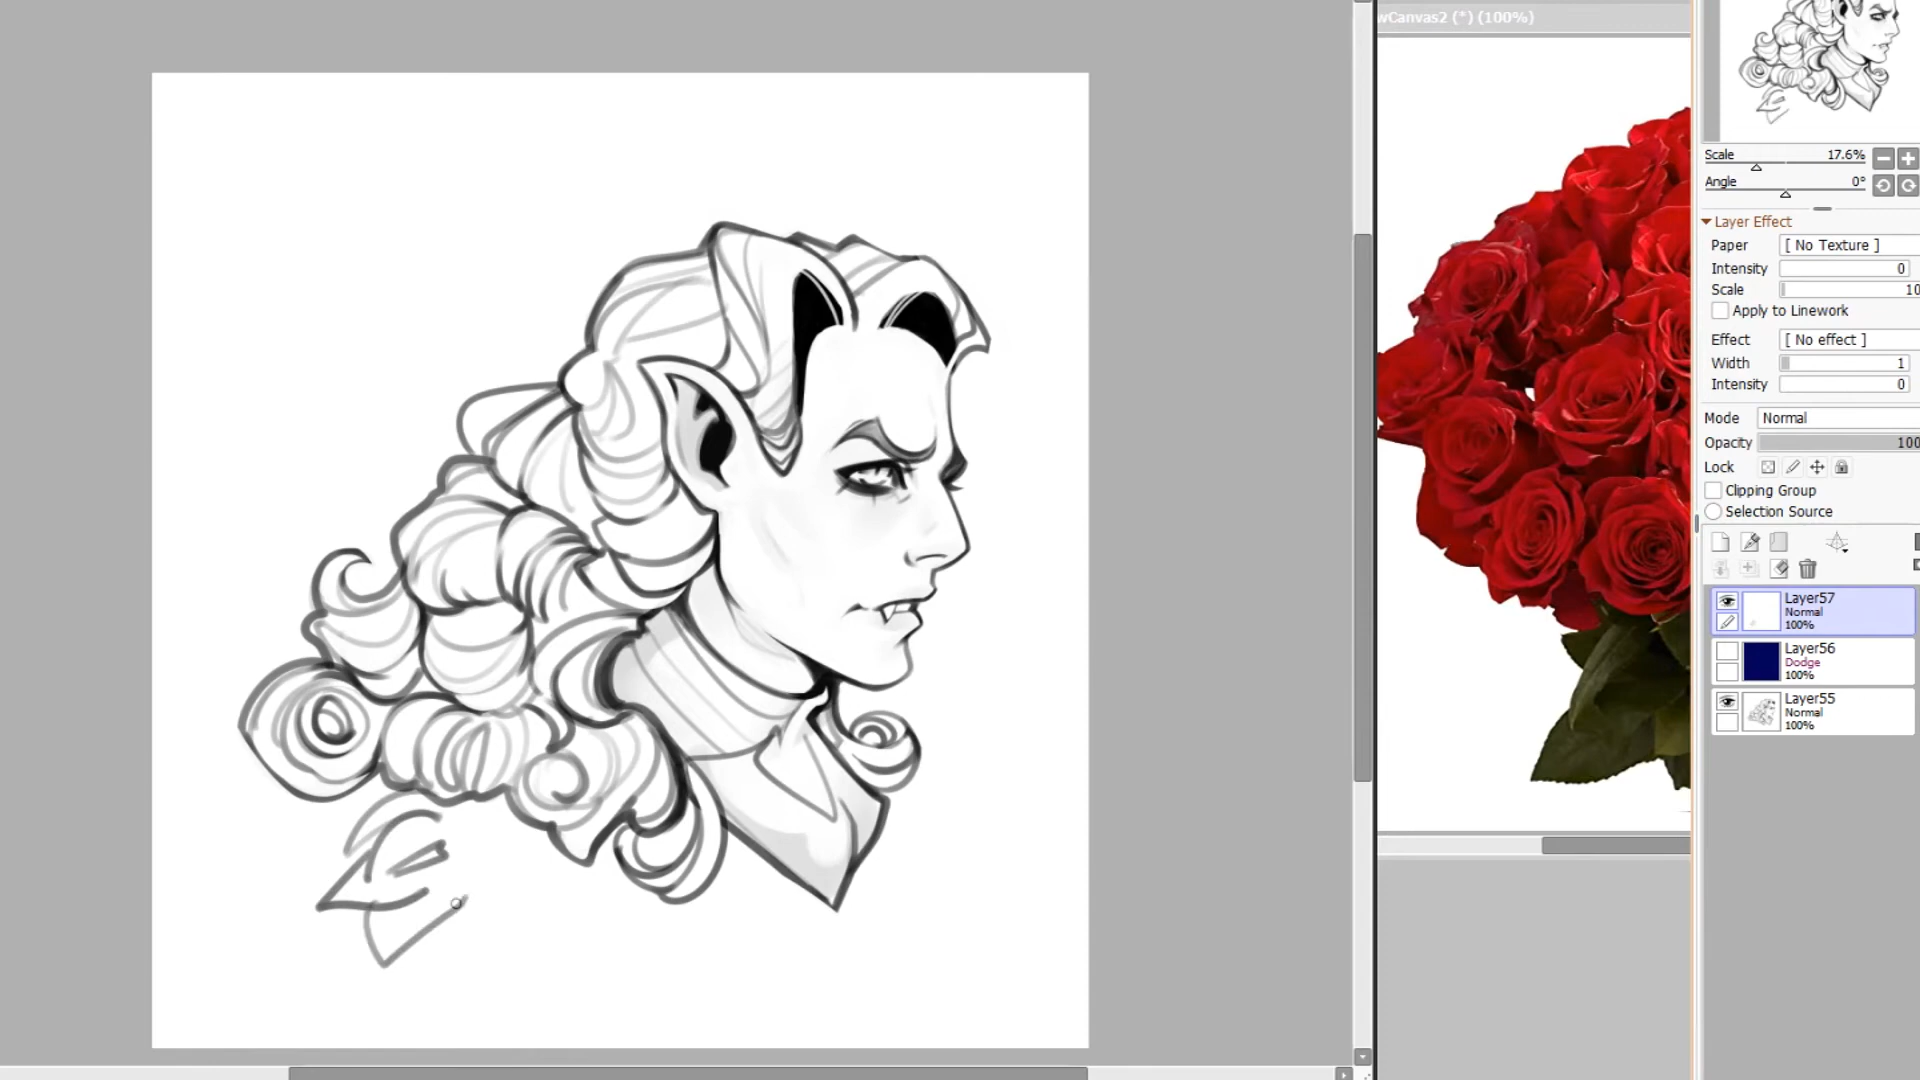 wCanvas2 (*) (100%)
Scale 17.6%
Angle 0°
Layer Effect
Paper [ No Texture ]
Intensity 0
Scale 10
Apply to Linework
Effect [ No effect ]
Width 1
Intensity 0
Mode Normal
Opacity 100
Lock
Clipping Group
Selection Source
Layer57
Normal
100%
Layer56
Dodge
100%
Layer55
Normal
100%